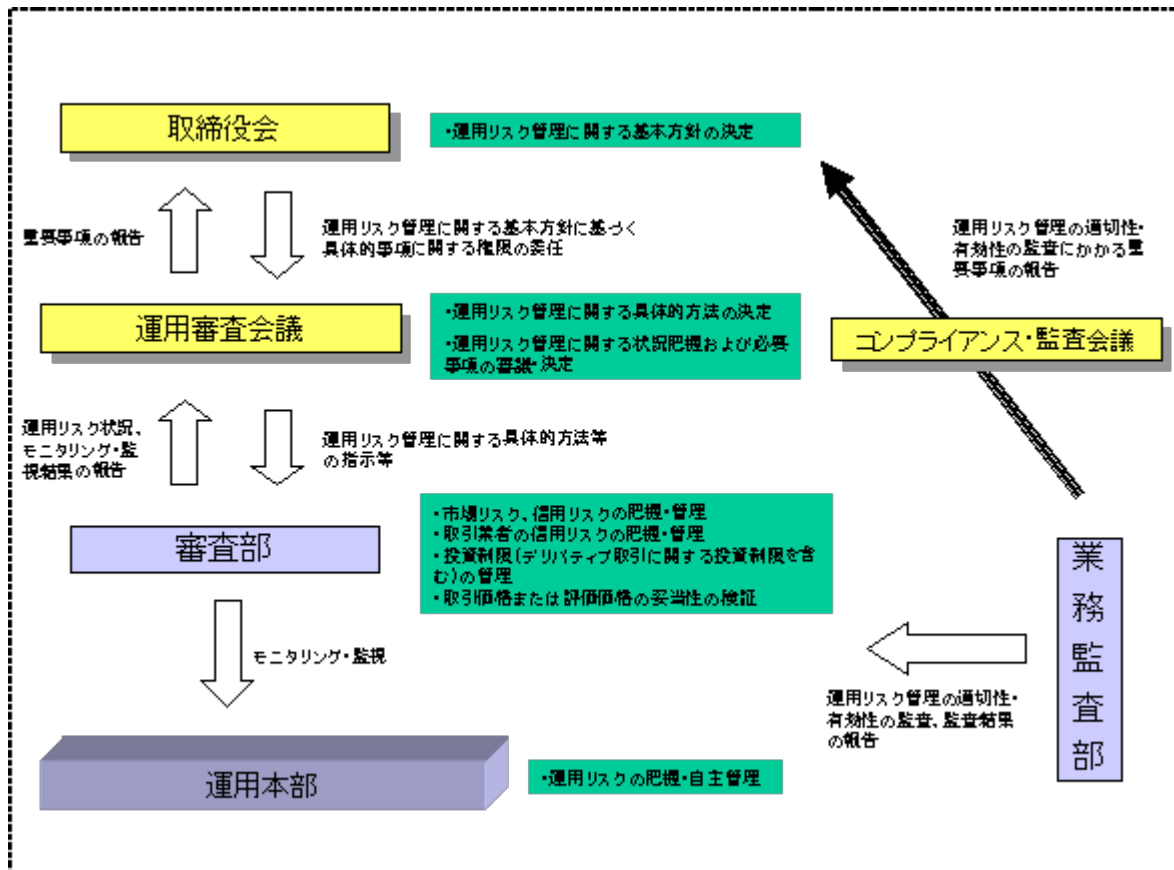 取締役会
・運用リスク管理に関する基本方針の決定
重要事項の報告
運用リスク管理に関する基本方針に基づく
具体的事項に関する権限の委任
運用リスク管理の適切性・
有効性の監査にかかる重
要事項の報告
運用審査会議
・運用リスク管理に関する具体的方法の決定
・運用リスク管理に関する状況把握および必要
事項の審議・決定
コンプライアンス・監査会議
運用リスク状況、
モニタリング・監
視結果の報告
運用リスク管理に関する具体的方法等
の指示等
審査部
・市場リスク、信用リスクの把握・管理
・取引業者の信用リスクの把握・管理
・投資制限(デリバティブ取引に関する投資制限を含
む)の管理
・取引価格または評価価格の妥当性の検証
業務監査部
モニタリング・監視
運用リスク管理の適切性・
有効性の監査、監査結果
の報告
運用本部
・運用リスクの把握・自主管理